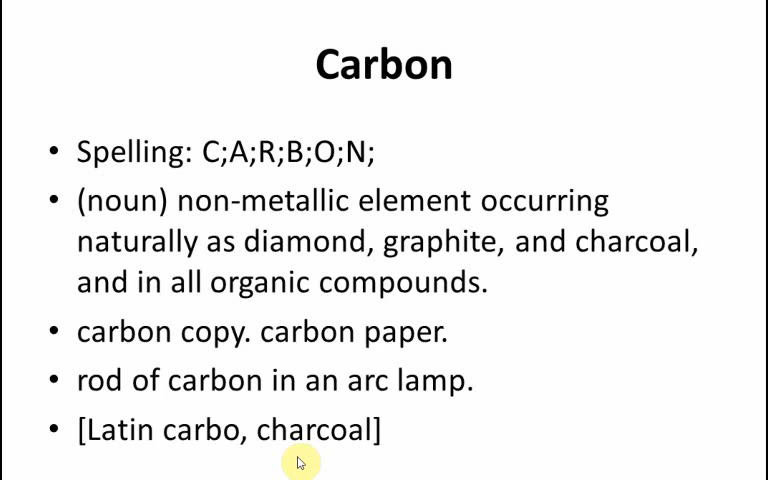 Carbon
• Spelling: C;A;R;B;O;N;
• (noun) non-metallic element occurring
naturally as diamond, graphite, and charcoal,
and in all organic compounds.
• carbon copy. carbon paper.
• rod of carbon in an arc lamp.
• [Latin carbo, charcoal]